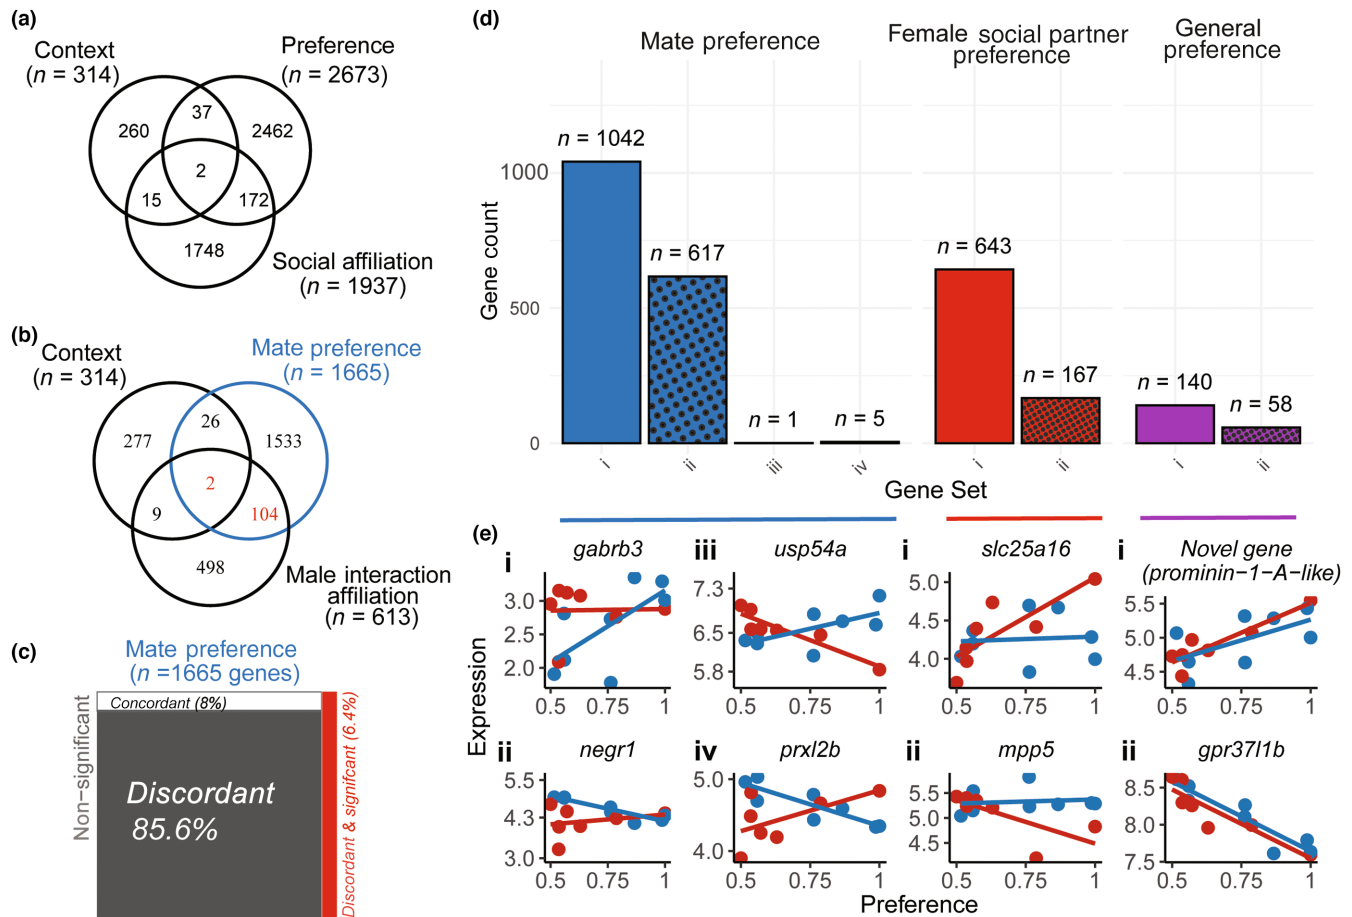 (a)
Context
(n = 314)
Preference
(n = 2673)
260
37
2462
2
15
172
1748
Social affiliation
(n = 1937)
(b)
Context
(n = 314)
Mate preference
(n = 1665)
277
26
1533
2
9
104
498
Male interaction
affiliation
(n = 613)
(c)
Mate preference
(n =1665 genes)
Non−significant
Concordant (8%)
Discordant
85.6%
Discordant & signifcant (6.4%)
(d)
Mate preference
Female social partner
preference
General
preference
Gene count
1000
500
0
n = 1042
n = 617
n = 1
n = 5
n = 643
n = 167
n = 140
n = 58
i
ii
iii
iv
i
ii
i
ii
Gene Set
(e)
Expression
i
gabrb3
3.0
2.5
2.0
0.5 0.75 1
iii
usp54a
7.3
6.5
5.8
0.5 0.75 1
i
slc25a16
5.0
4.0
0.5 0.75 1
i
Novel gene
(prominin−1−A−like)
5.5
5.0
4.5
0.5 0.75 1
ii
negr1
5.5
4.3
3.0
0.5 0.75 1
iv
prxl2b
5.0
4.0
0.5 0.75 1
ii
mpp5
5.5
5.0
4.5
0.5 0.75 1
ii
gpr37l1b
8.5
8.0
7.5
0.5 0.75 1
Preference